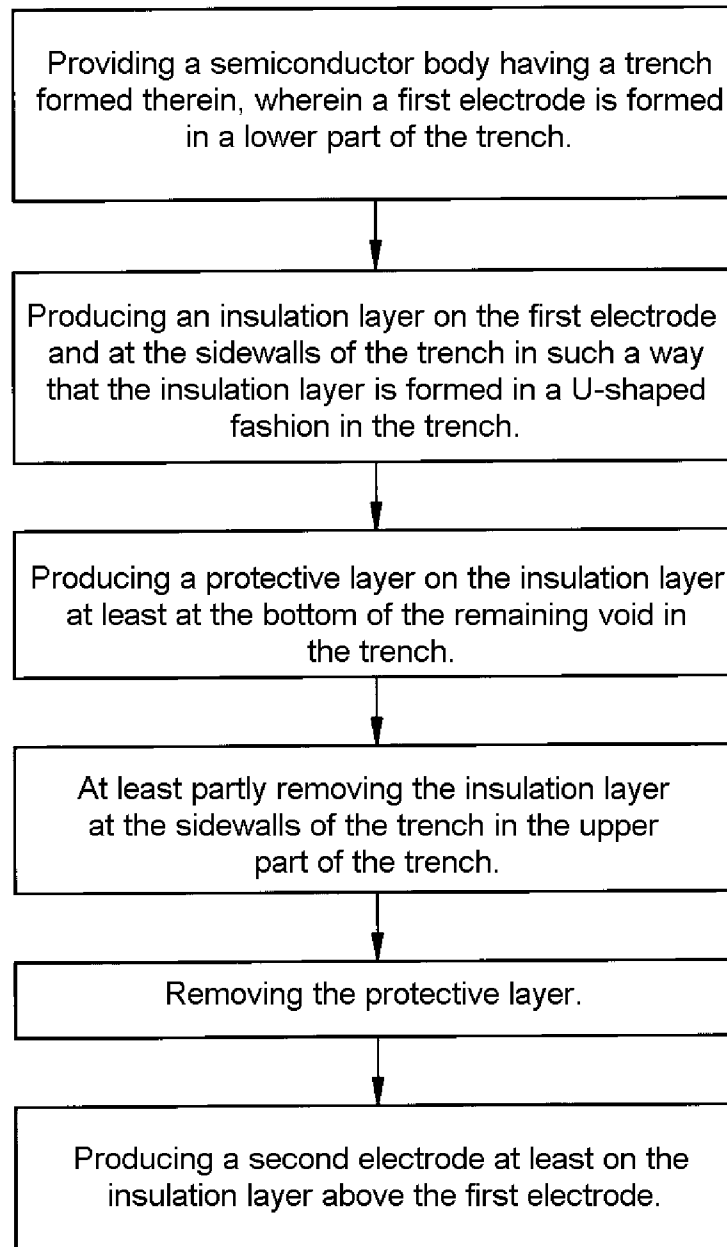 Providing a semiconductor body having a trench
formed therein, wherein a first electrode is formed
in a lower part of the trench.
Producing an insulation layer on the first electrode
and at the sidewalls of the trench in such a way
that the insulation layer is formed in a U-shaped
fashion in the trench.
Producing a protective layer on the insulation layer
at least at the bottom of the remaining void in
the trench.
At least partly removing the insulation layer
at the sidewalls of the trench in the upper
part of the trench.
Removing the protective layer.
Producing a second electrode at least on the
insulation layer above the first electrode.